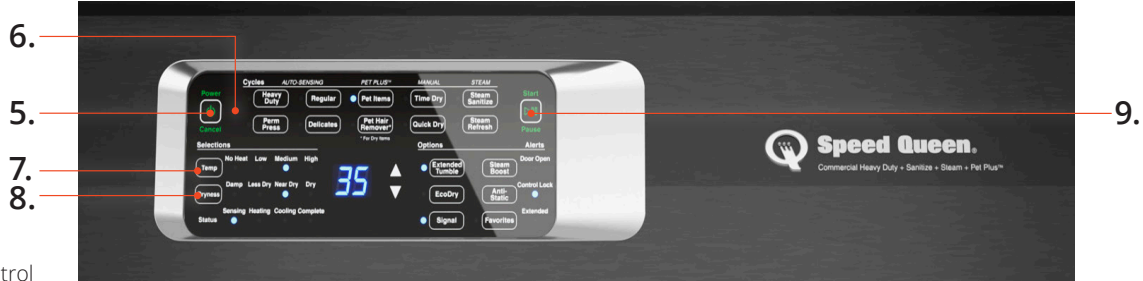 6.
5.
7.
8.
9.
trol
Cycles AUTO-SENSING PET PLUS™ MANUAL STEAM
Power
Heavy Duty Regular Pet Items Time Dry Steam Sanitize
Start
Perm Press Delicates Pet Hair Remover* Quick Dry Steam Refresh
Cancel
* For Dry Items
Pause
Selections Options Alerts
No Heat Low Medium High
Temp
Extended Tumble Steam Boost
Door Open
35
Damp Less Dry Near Dry Dry
Dryness
EcoDry Anti-Static
Control Lock
Sensing Heating Cooling Complete
Status
Signal Favorites
Extended
Speed Queen®
Commercial Heavy Duty + Sanitize + Steam + Pet Plus™